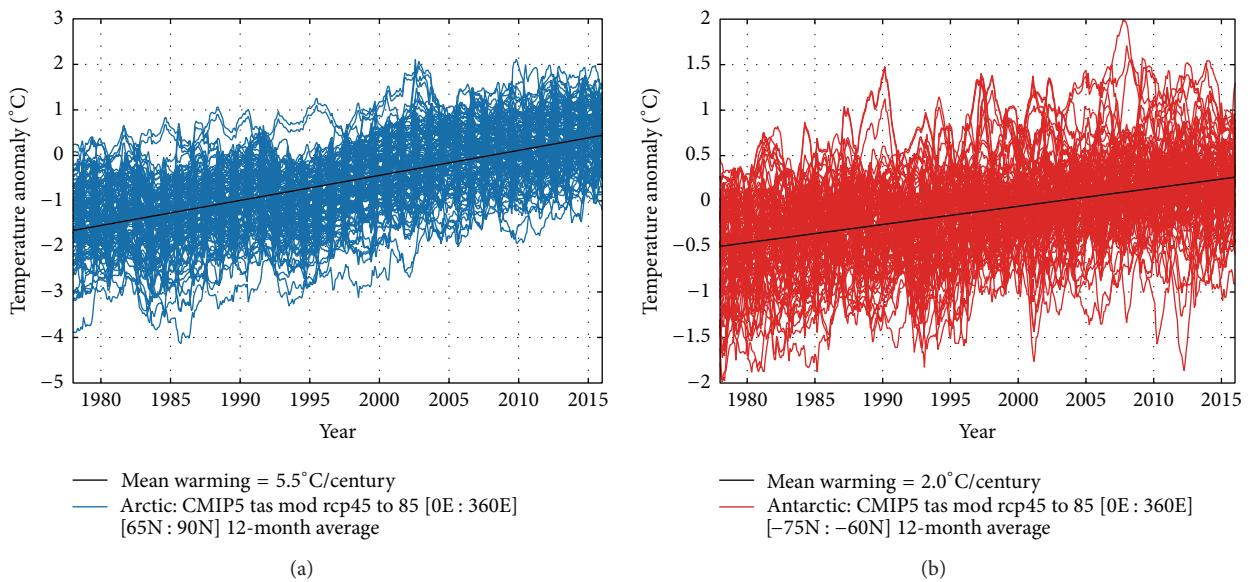 3
2
1
0
−1
−2
−3
−4
−5
Temperature anomaly (°C)
1980 1985 1990 1995 2000 2005 2010 2015
Year
Mean warming = 5.5°C/century
Arctic: CMIP5 tas mod rcp45 to 85 [0E : 360E]
[65N : 90N] 12-month average
(a)
2
1.5
1
0.5
0
−0.5
−1
−1.5
−2
Temperature anomaly (°C)
1980 1985 1990 1995 2000 2005 2010 2015
Year
Mean warming = 2.0°C/century
Antarctic: CMIP5 tas mod rcp45 to 85 [0E : 360E]
[−75N : −60N] 12-month average
(b)